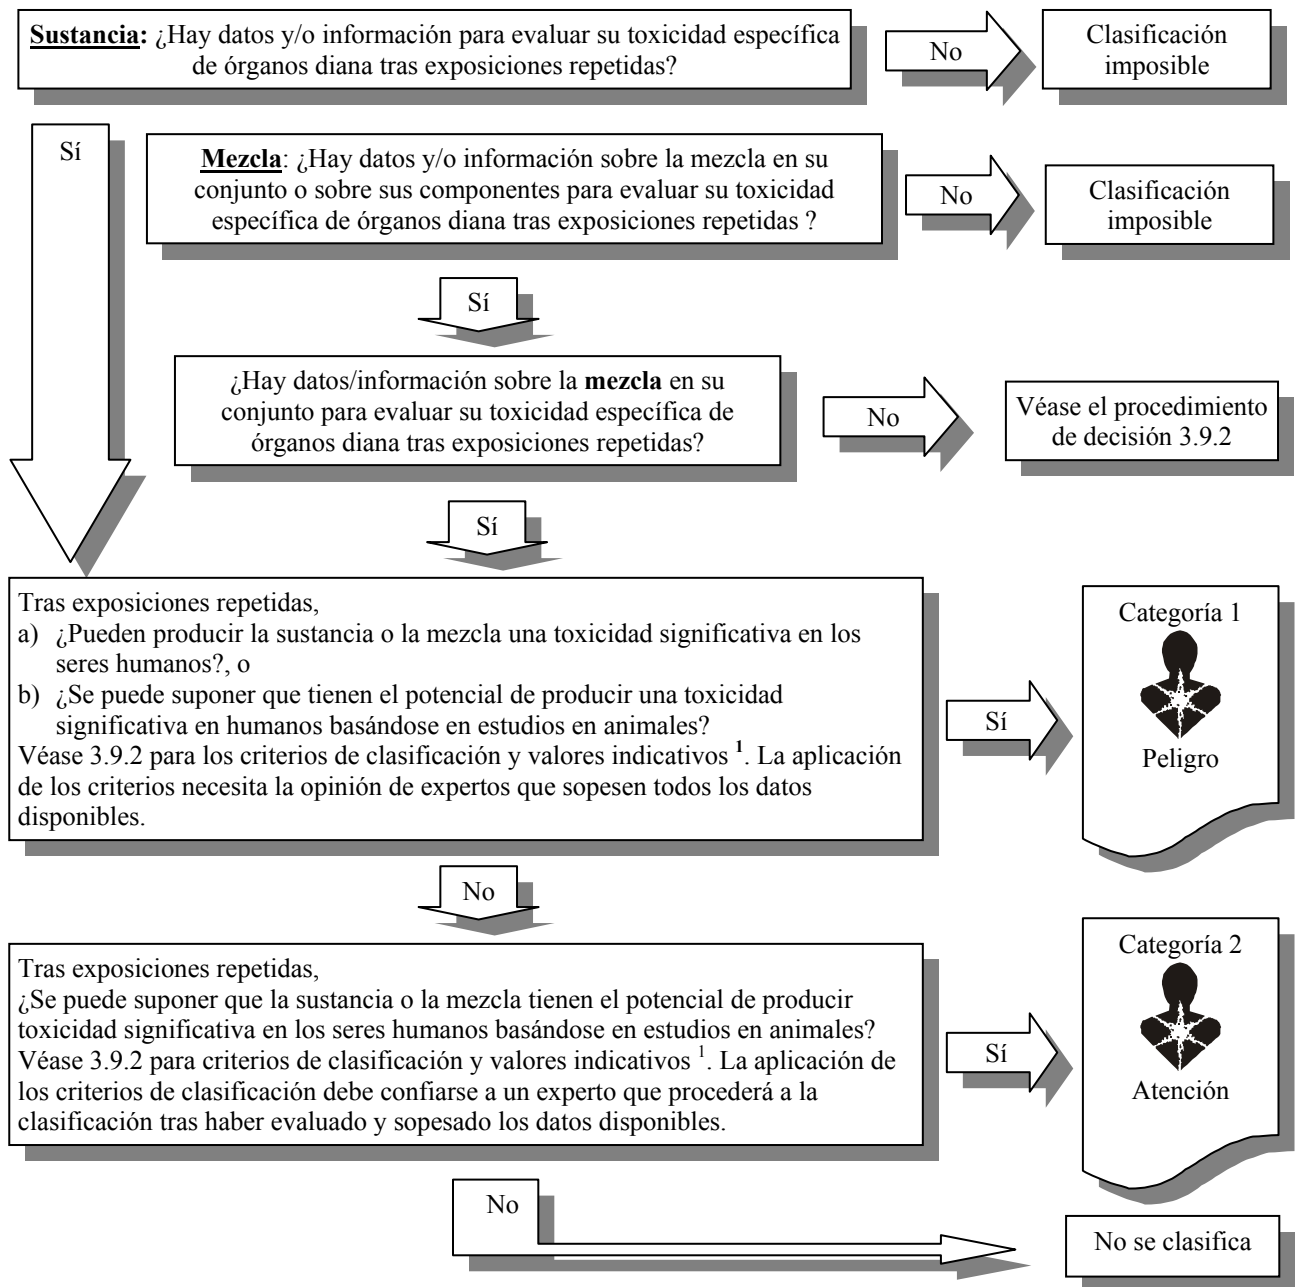 Sustancia: ¿Hay datos y/o información para evaluar su toxicidad específica
de órganos diana tras exposiciones repetidas?
No
Clasificación
imposible
Sí
Mezcla: ¿Hay datos y/o información sobre la mezcla en su
conjunto o sobre sus componentes para evaluar su toxicidad
específica de órganos diana tras exposiciones repetidas ?
No
Clasificación
imposible
Sí
¿Hay datos/información sobre la mezcla en su
conjunto para evaluar su toxicidad específica de
órganos diana tras exposiciones repetidas?
No
Véase el procedimiento
de decisión 3.9.2
Sí
Tras exposiciones repetidas,
a) ¿Pueden producir la sustancia o la mezcla una toxicidad significativa en los
seres humanos?, o
b) ¿Se puede suponer que tienen el potencial de producir una toxicidad
significativa en humanos basándose en estudios en animales?
Véase 3.9.2 para los criterios de clasificación y valores indicativos 1. La aplicación
de los criterios necesita la opinión de expertos que sopesen todos los datos
disponibles.
Sí
Categoría 1
Peligro
No
Tras exposiciones repetidas,
¿Se puede suponer que la sustancia o la mezcla tienen el potencial de producir
toxicidad significativa en los seres humanos basándose en estudios en animales?
Véase 3.9.2 para criterios de clasificación y valores indicativos 1. La aplicación de
los criterios de clasificación debe confiarse a un experto que procederá a la
clasificación tras haber evaluado y sopesado los datos disponibles.
Sí
Categoría 2
Atención
No
No se clasifica